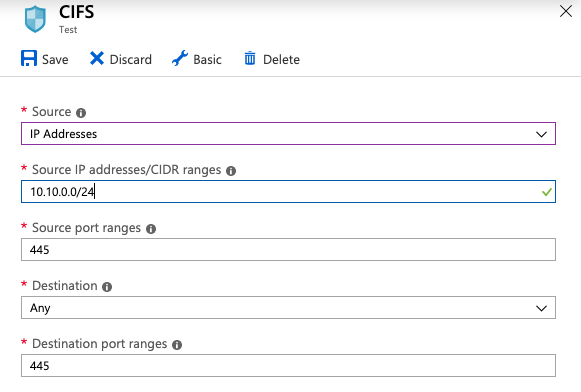 CIFS
Test
Save Discard Basic Delete
* Source
IP Addresses
* Source IP addresses/CIDR ranges
10.10.0.0/24
* Source port ranges
445
* Destination
Any
* Destination port ranges
445